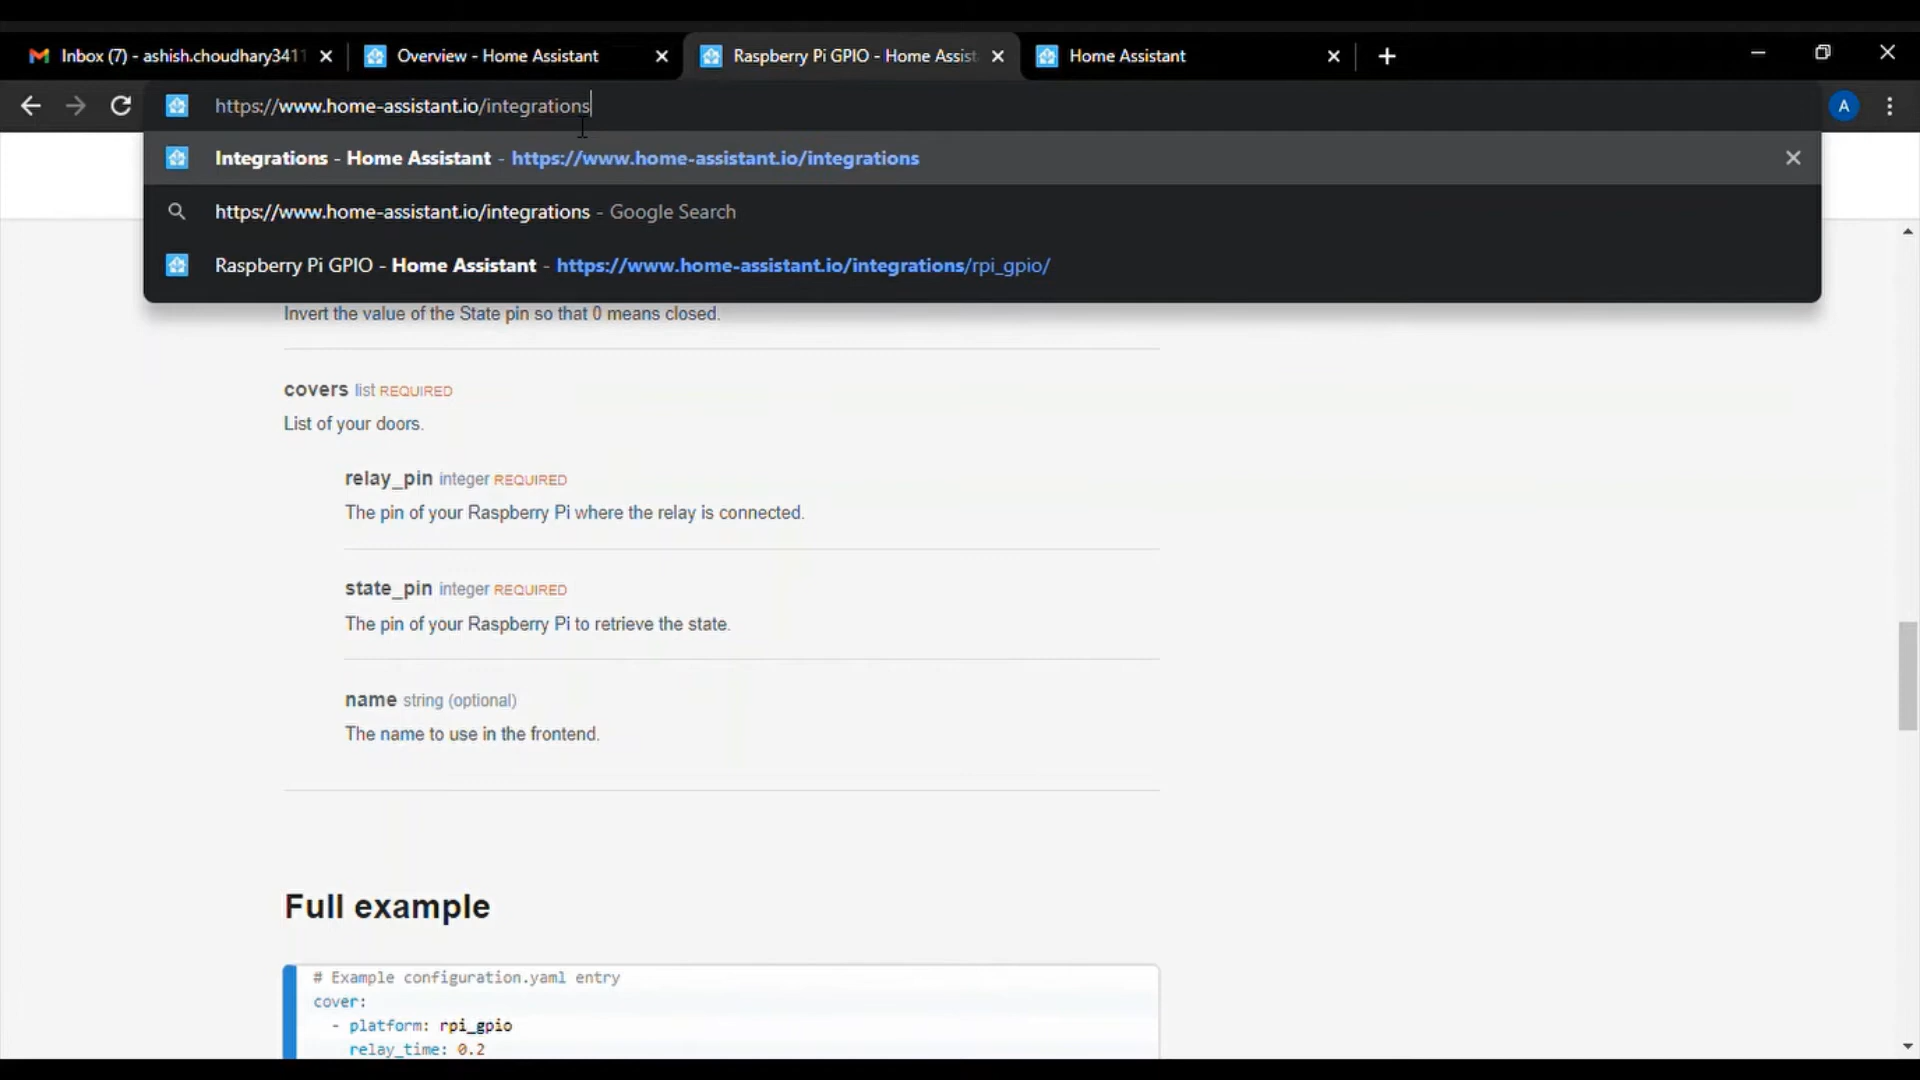 Inbox (7) - ashish.choudhary3411
Overview - Home Assistant
Raspberry Pi GPIO - Home Assist
Home Assistant
https://www.home-assistant.io/integrations
A
Integrations - Home Assistant - https://www.home-assistant.io/integrations
https://www.home-assistant.io/integrations - Google Search
Raspberry Pi GPIO - Home Assistant - https://www.home-assistant.io/integrations/rpi_gpio/
Invert the value of the State pin so that 0 means closed.
covers list REQUIRED
List of your doors.
relay_pin integer REQUIRED
The pin of your Raspberry Pi where the relay is connected.
state_pin integer REQUIRED
The pin of your Raspberry Pi to retrieve the state.
name string (optional)
The name to use in the frontend.
Full example
# Example configuration.yaml entry
cover:
- platform: rpi_gpio
relay_time: 0.2